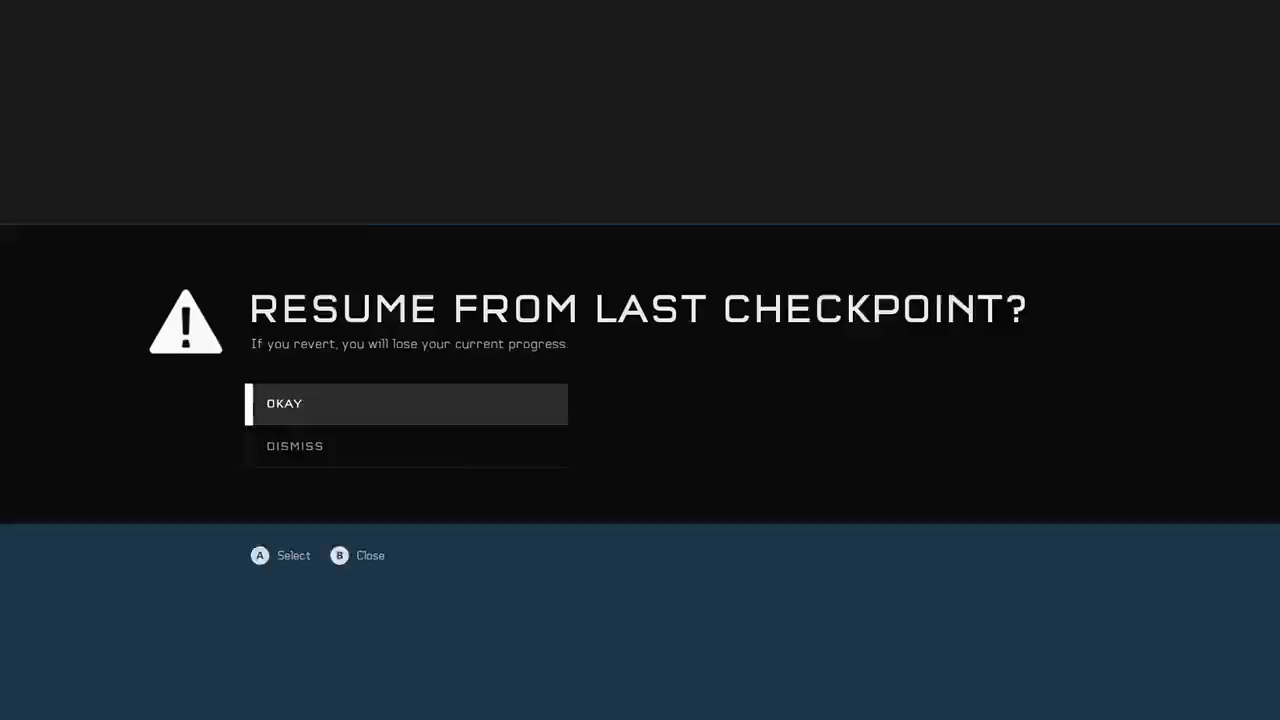 RESUME FROM LAST CHECKPOINT?
If you revert, you will lose your current progress.
OKAY
DISMISS
A Select B Close